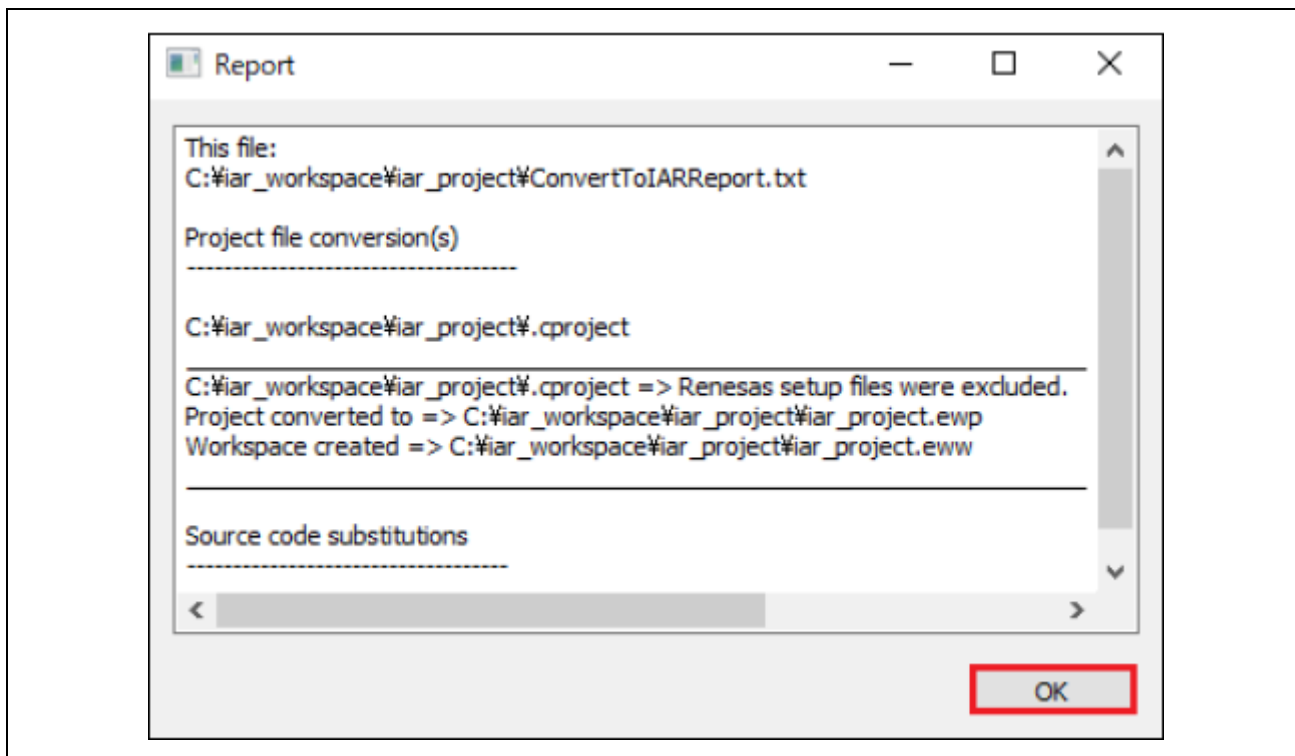 Report
This file:
C:¥iar_workspace¥iar_project¥ConvertToIARReport.txt
Project file conversion(s)
------------------------------------
C:¥iar_workspace¥iar_project¥.cproject
C:¥iar_workspace¥iar_project¥.cproject => Renesas setup files were excluded.
Project converted to => C:¥iar_workspace¥iar_project¥iar_project.ewp
Workspace created => C:¥iar_workspace¥iar_project¥iar_project.eww
Source code substitutions
-----------------------------------
OK